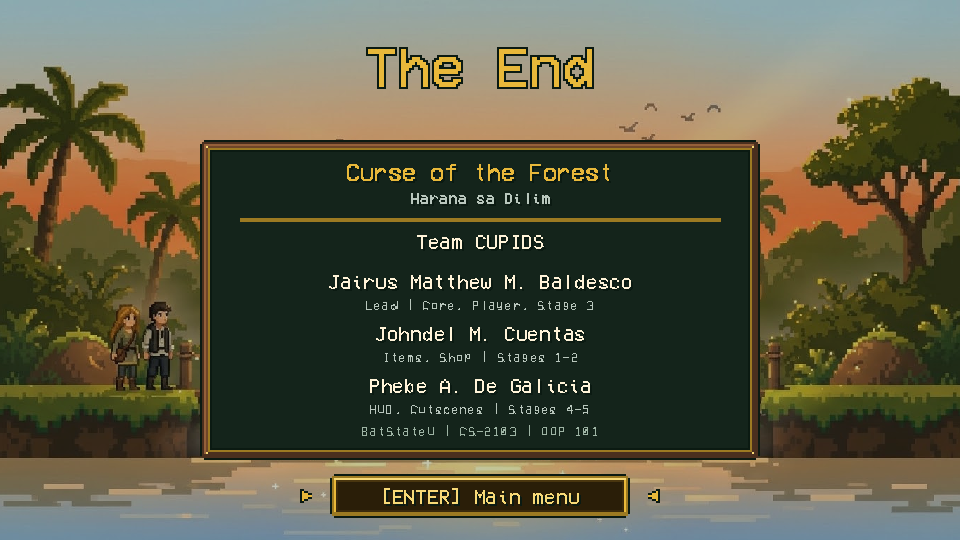 The End
Curse of the Forest
Harana sa Dilim
Team CUPIDS
Jairus Matthew M. Baldesco
Lead | Core, Player, Stage 3
Johndel M. Cuentas
Items, Shop | Stages 1-2
Phebe A. De Galicia
HUD, Cutscenes | Stages 4-5
BatStateU | CS-2103 | OOP 101
[ENTER] Main menu